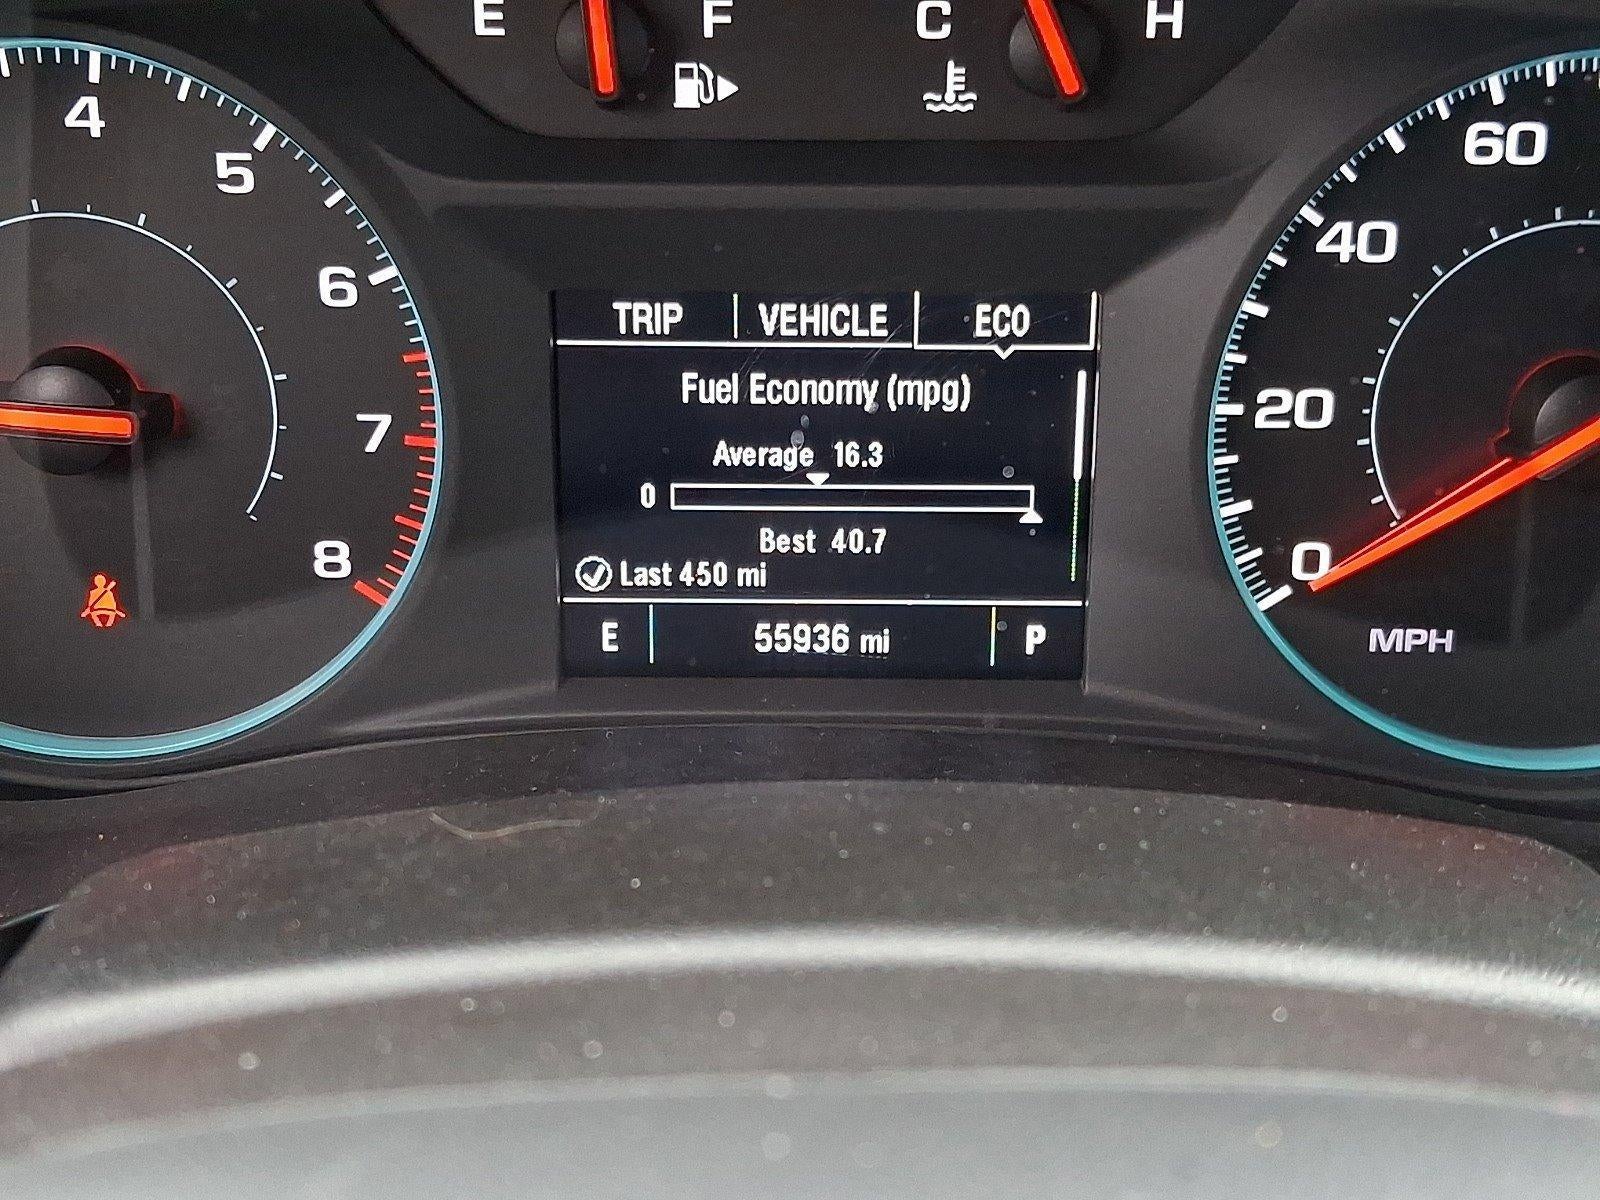 E F C H
4
5
6
7
8
TRIP VEHICLE ECO
Fuel Economy (mpg)
Average 16.3
0
Best 40.7
Last 450 mi
E 55936 mi P
60
40
20
0
MPH